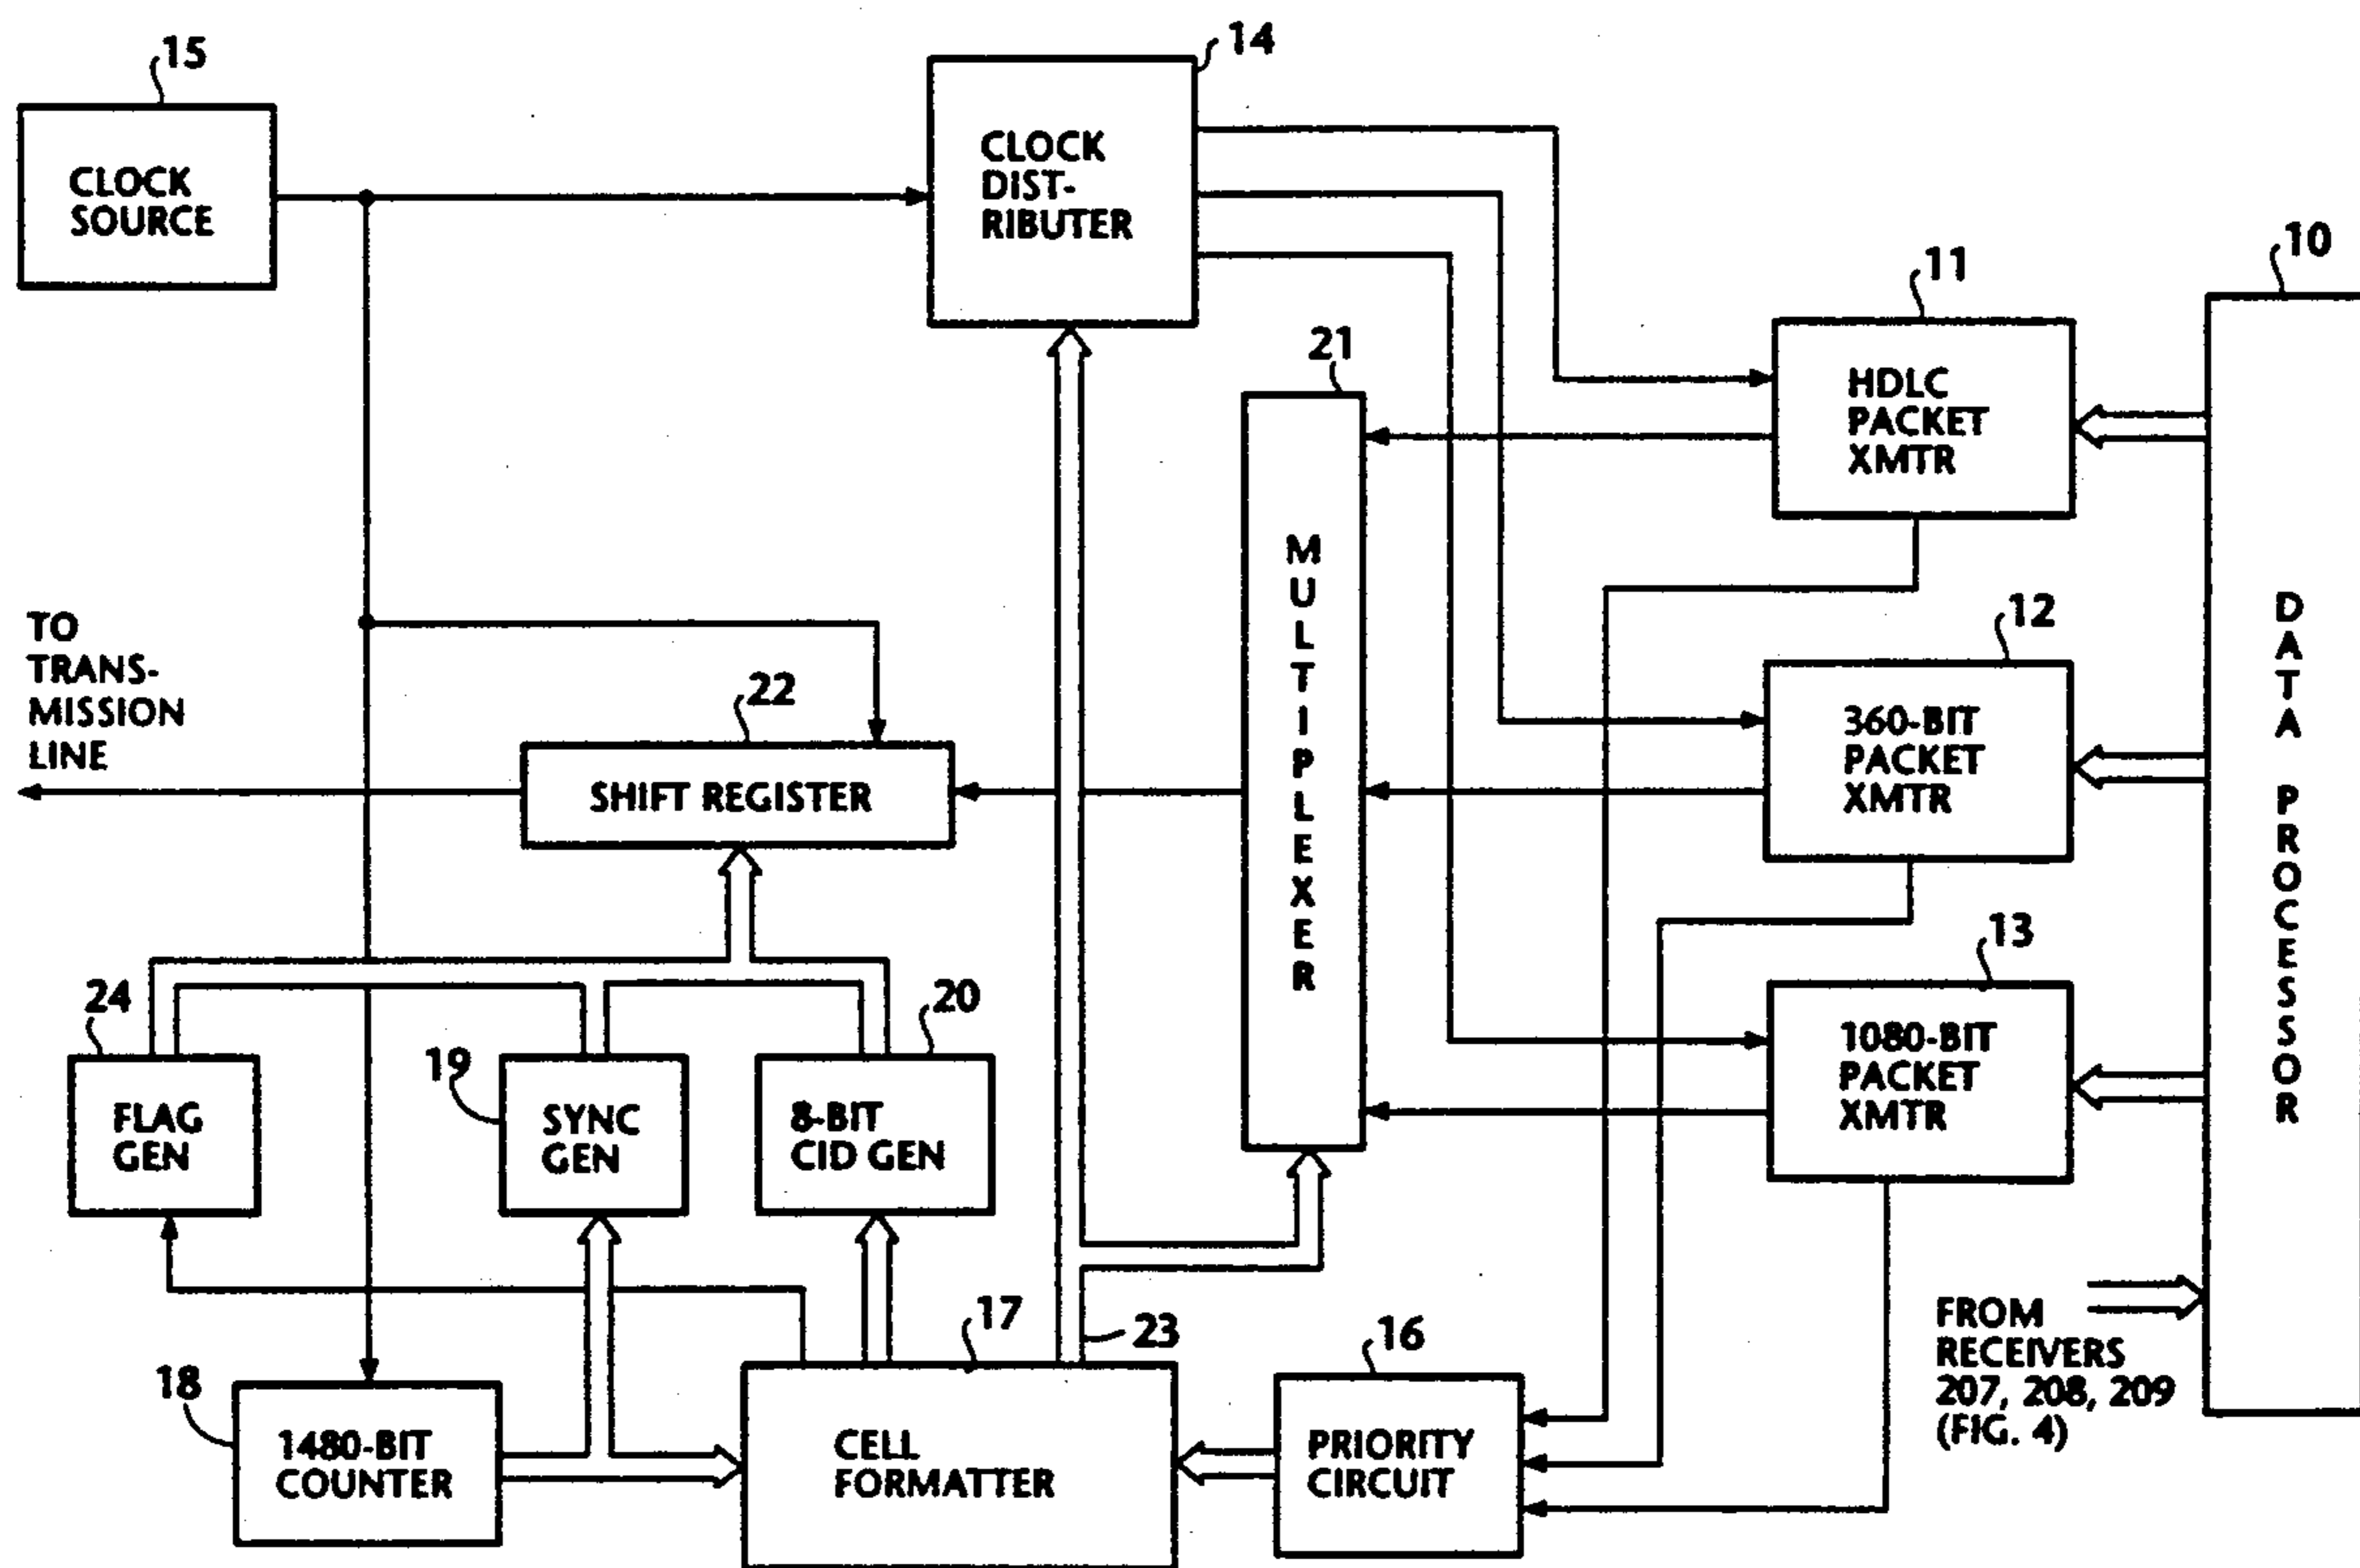 15
CLOCK
SOURCE
14
CLOCK
DIST-
RIBUTER
10
DATA PROCESSOR
11
HDLC
PACKET
XMTR
21
MULTIPLEXER
12
360-BIT
PACKET
XMTR
TO
TRANS-
MISSION
LINE
22
SHIFT REGISTER
13
1080-BIT
PACKET
XMTR
24
FLAG
GEN
19
SYNC
GEN
20
8-BIT
CID GEN
FROM
RECEIVERS
207, 208, 209
(FIG. 4)
18
1480-BIT
COUNTER
17
CELL
FORMATTER
23
16
PRIORITY
CIRCUIT